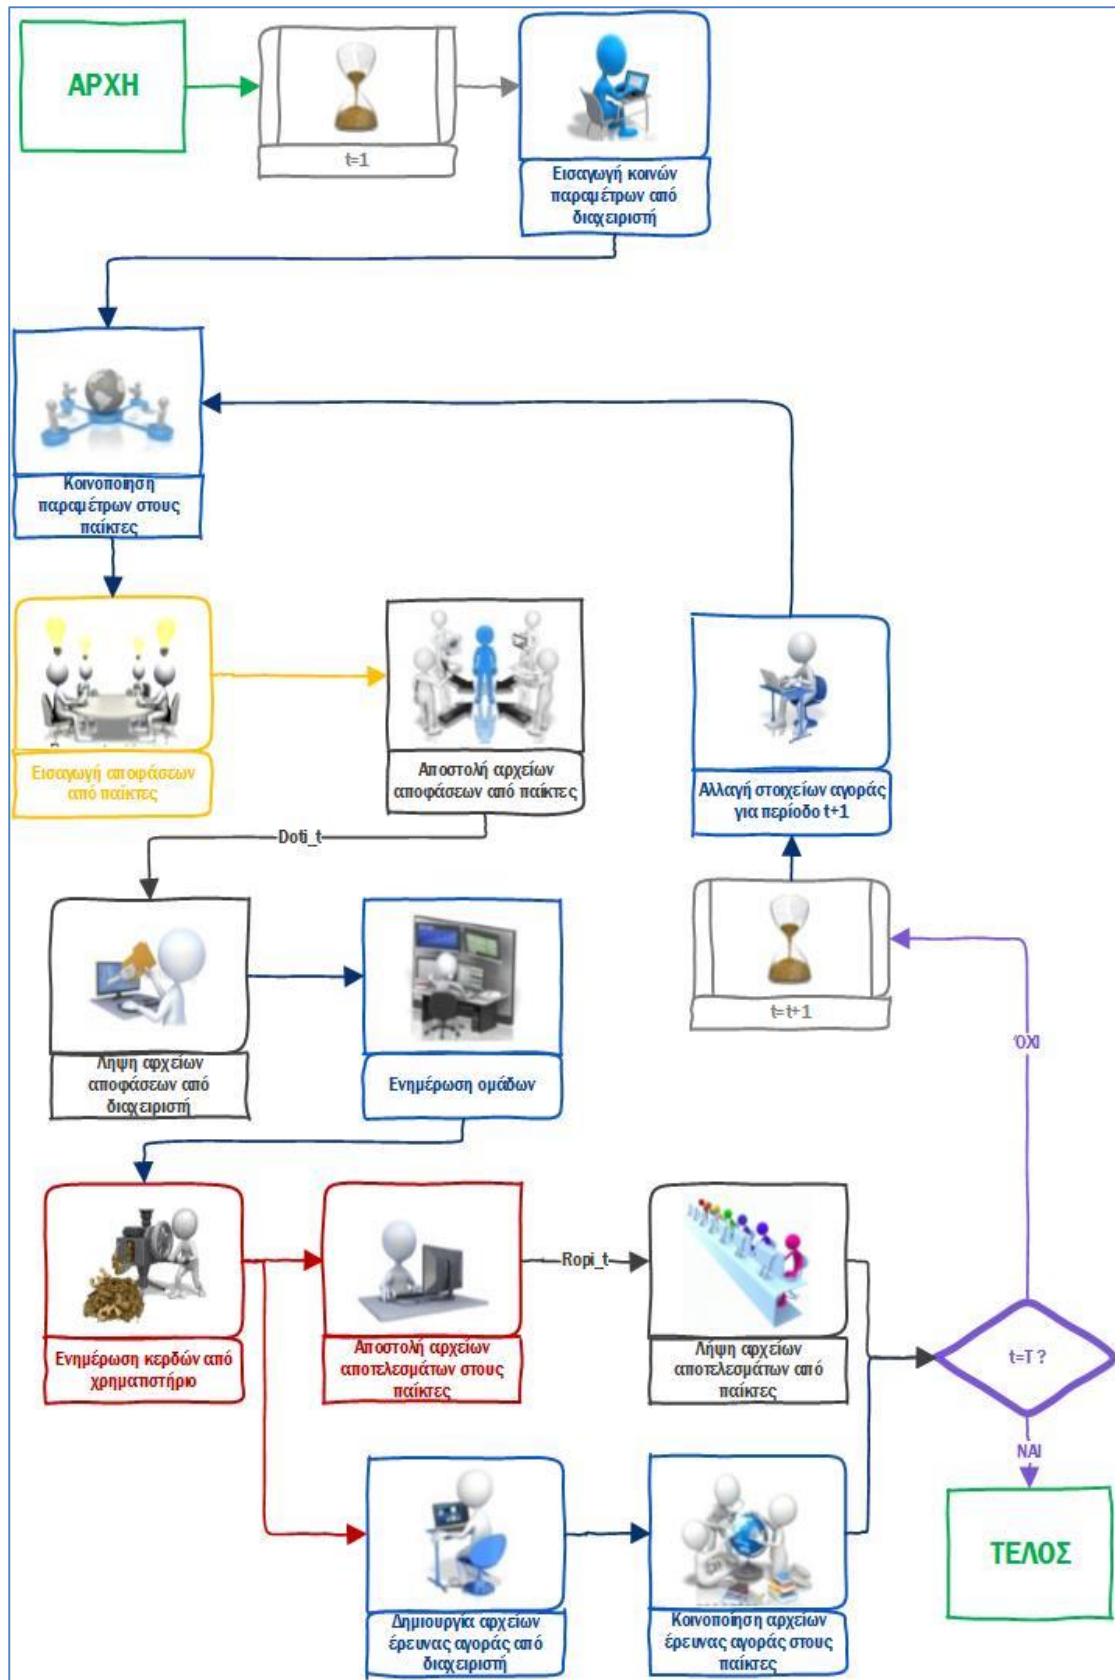 ΑΡΧΗ
t=1
Εισαγωγή κοινών
παραμέτρων από
διαχειριστή
Κοινοποίηση
παραμέτρων στους
παίκτες
Εισαγωγή αποφάσεων
από παίκτες
Αποστολή αρχείων
αποφάσεων από παίκτες
Αλλαγή στοιχείων αγοράς
για περίοδο t+1
Doti_t
t=t+1
Λήψη αρχείων
αποφάσεων από
διαχειριστή
Ενημέρωση ομάδων
ΌΧΙ
Ropi_t
Ενημέρωση κερδών από
χρηματιστήριο
Αποστολή αρχείων
αποτελεσμάτων στους
παίκτες
Λήψη αρχείων
αποτελεσμάτων από
παίκτες
t=T ?
ΝΑΙ
ΤΕΛΟΣ
Δημιουργία αρχείων
έρευνας αγοράς από
διαχειριστή
Κοινοποίηση αρχείων
έρευνας αγοράς στους
παίκτες